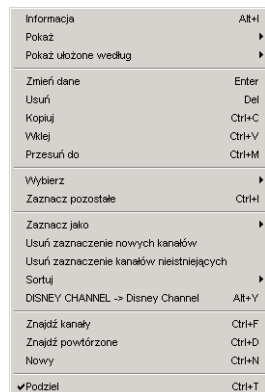 Informacja Alt+I
Pokaż
Pokaż ułożone według
Zmień dane Enter
Usuń Del
Kopiuj Ctrl+C
Wklej Ctrl+V
Przesuń do Ctrl+M
Wybierz
Zaznacz pozostałe Ctrl+I
Zaznacz jako
Usuń zaznaczenie nowych kanałów
Usuń zaznaczenie kanałów nieistniejących
Sortuj
DISNEY CHANNEL -> Disney Channel Alt+Y
Znajdź kanały Ctrl+F
Znajdź powtórzone Ctrl+D
Nowy Ctrl+N
Podziel Ctrl+T